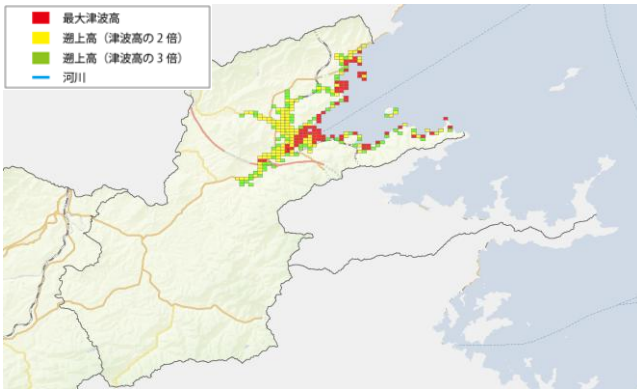 最大津波高
遡上高（津波高の２倍）
遡上高（津波高の３倍）
河川